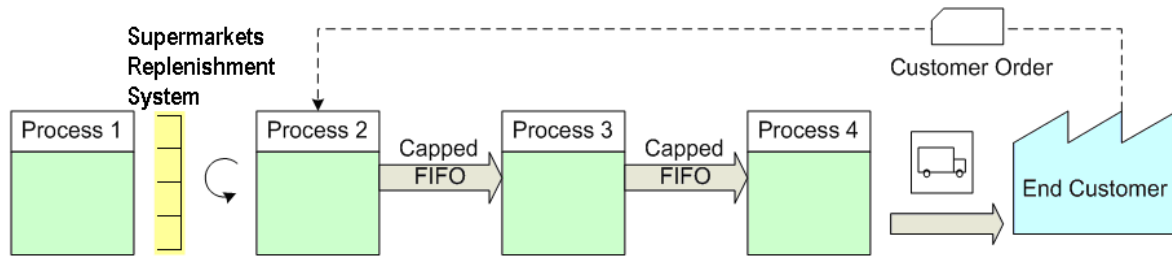 Supermarkets
Replenishment
System
Customer Order
Process 1
Process 2
Capped
FIFO
Process 3
Capped
FIFO
Process 4
End Customer